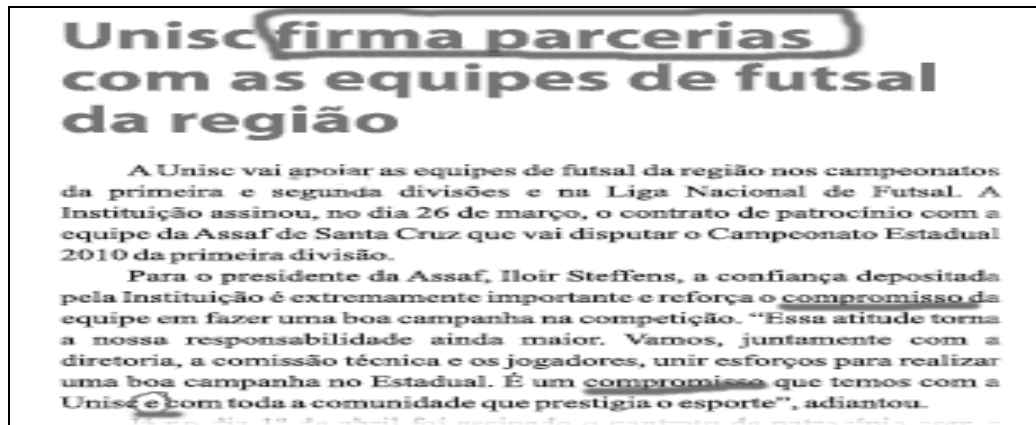 Unisc firma parcerias
com as equipes de futsal
da região
A Unisc vai apoiar as equipes de futsal da região nos campeonatos
da primeira e segunda divisões e na Liga Nacional de Futsal. A
Instituição assinou, no dia 26 de março, o contrato de patrocínio com a
equipe da Assaf de Santa Cruz que vai disputar o Campeonato Estadual
2010 da primeira divisão.
Para o presidente da Assaf, Iloir Steffens, a confiança depositada
pela Instituição é extremamente importante e reforça o compromisso da
equipe em fazer uma boa campanha na competição. “Essa atitude torna
a nossa responsabilidade ainda maior. Vamos, juntamente com a
diretoria, a comissão técnica e os jogadores, unir esforços para realizar
uma boa campanha no Estadual. É um compromisso que temos com a
Unisc e com toda a comunidade que prestigia o esporte”, adiantou.